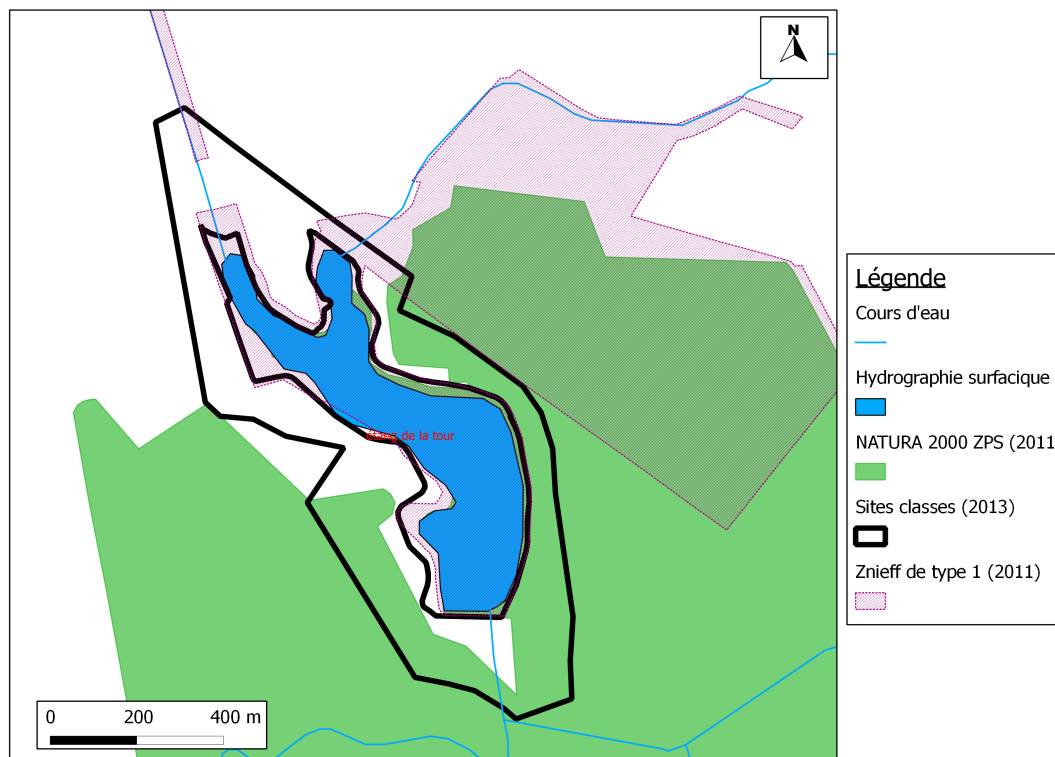 N
étang de la tour
0 200 400 m
Légende
Cours d'eau
Hydrographie surfacique
NATURA 2000 ZPS (2011
Sites classes (2013)
Znieff de type 1 (2011)